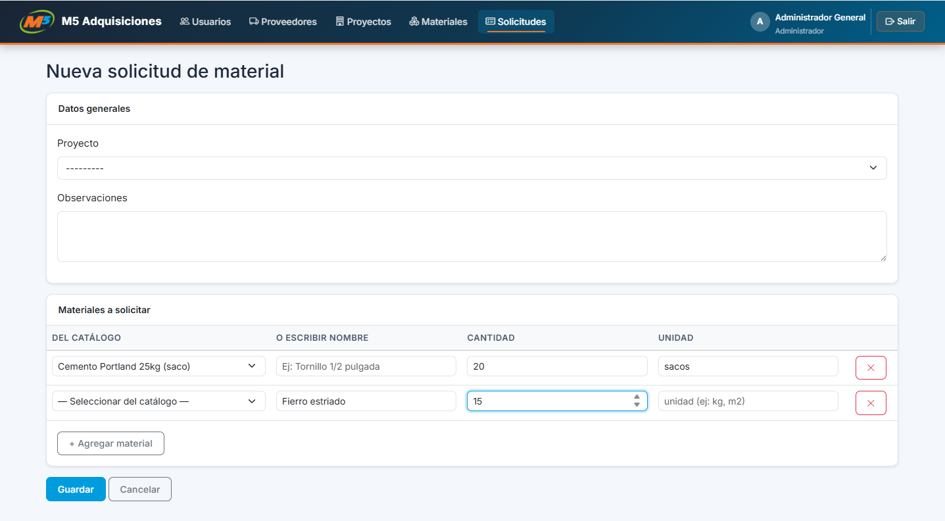 M5 M5 Adquisiciones Usuarios Proveedores Proyectos Materiales Solicitudes A Administrador General Salir
Administrador
Nueva solicitud de material
Datos generales
Proyecto
---------
Observaciones
Materiales a solicitar
DEL CATÁLOGO O ESCRIBIR NOMBRE CANTIDAD UNIDAD
Cemento Portland 25kg (saco) Ej: Tornillo 1/2 pulgada 20 sacos
— Seleccionar del catálogo — Fierro estriado 15 unidad (ej: kg, m2)
+ Agregar material
Guardar Cancelar